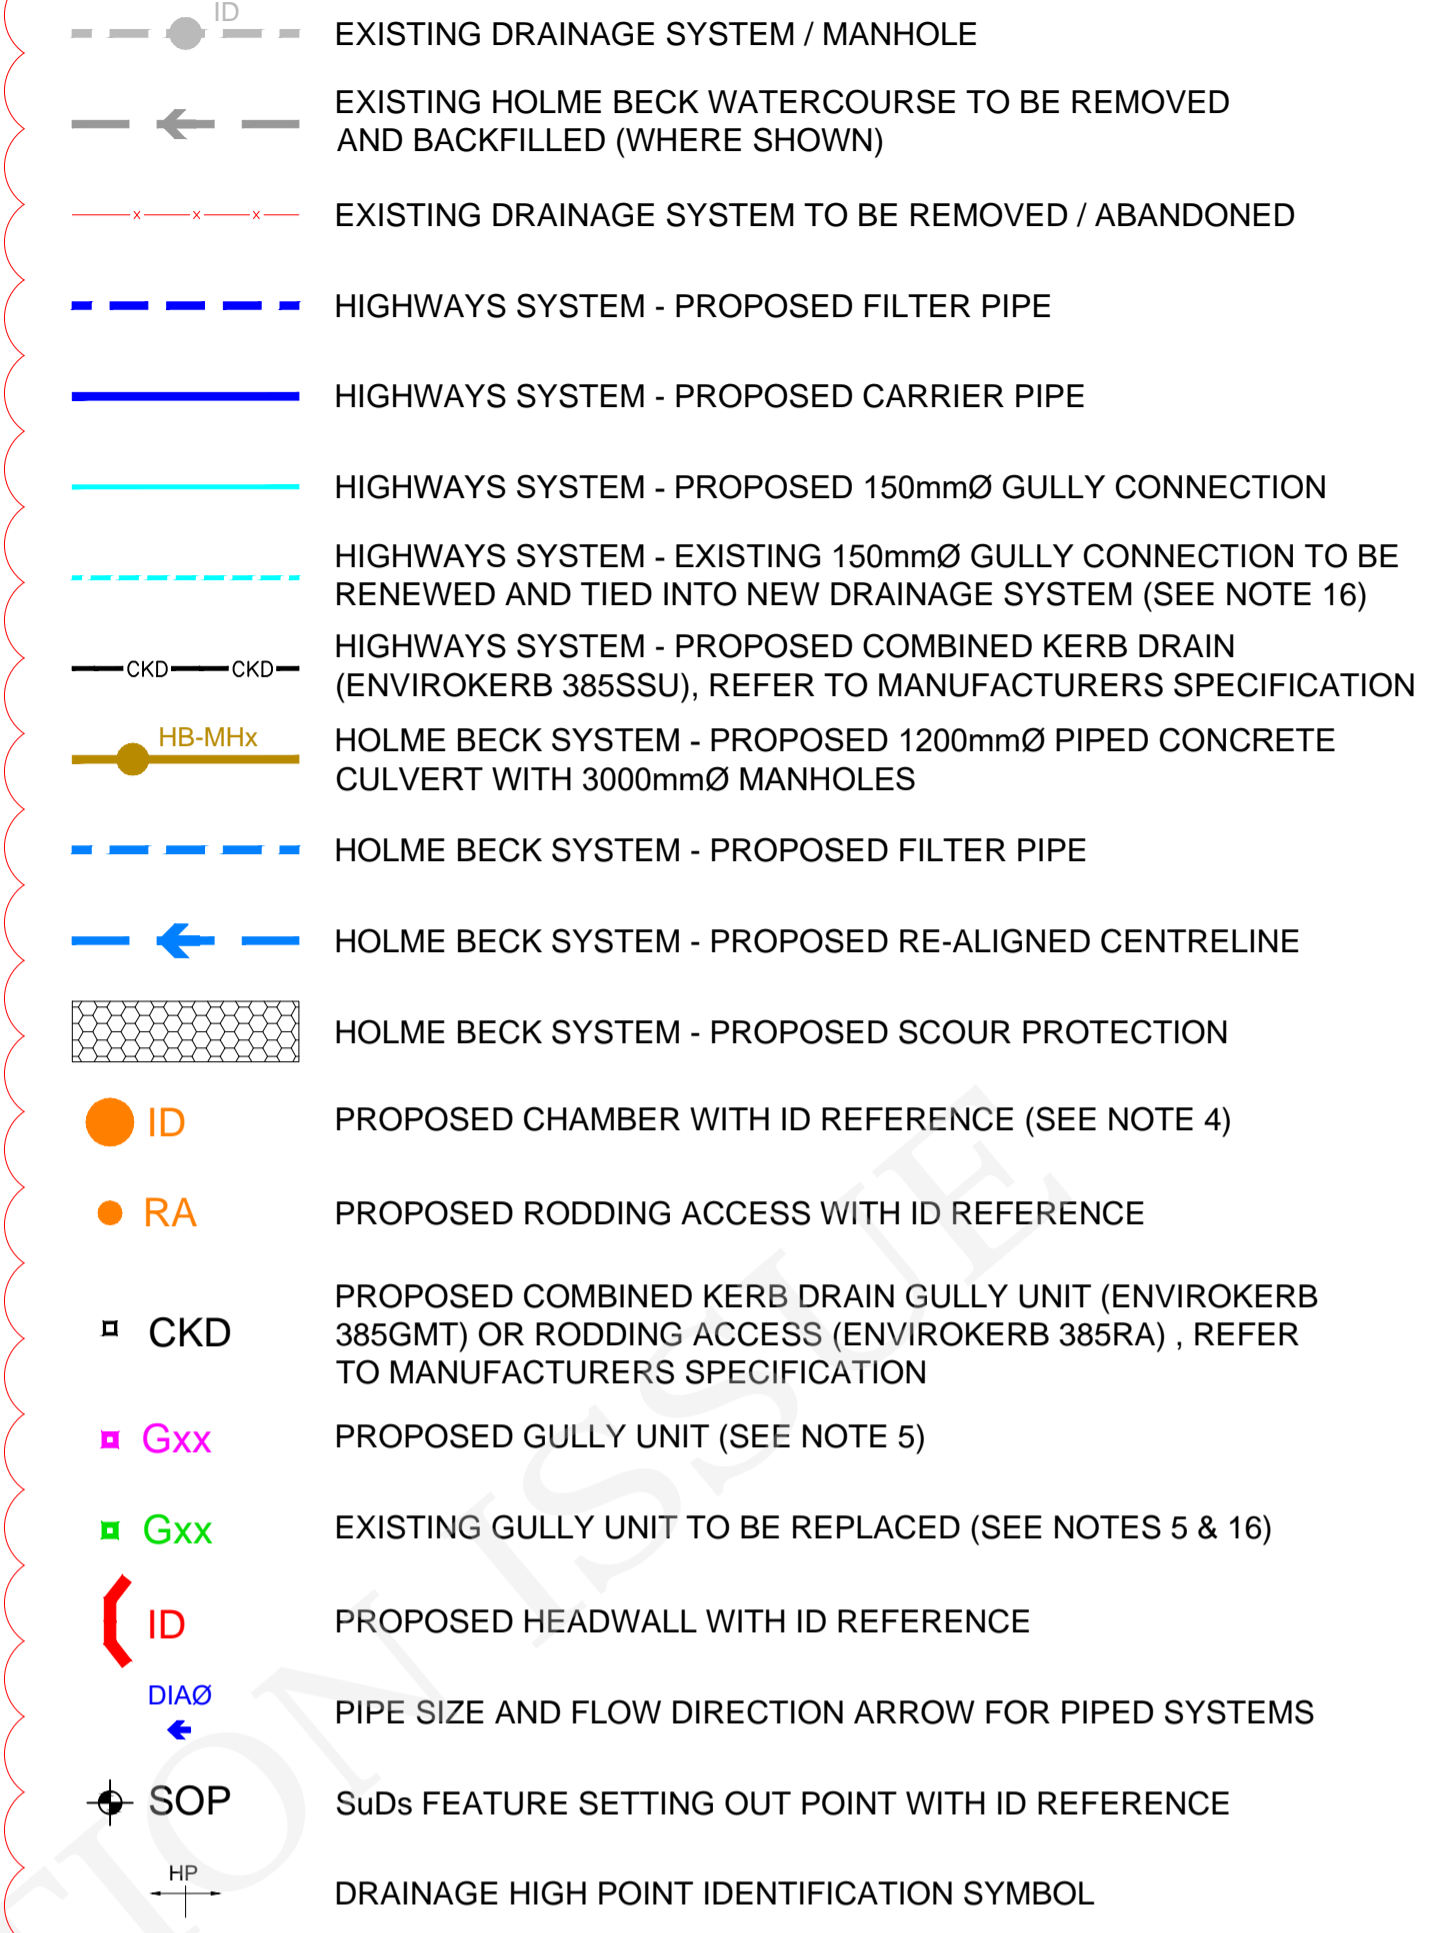 ID
EXISTING DRAINAGE SYSTEM / MANHOLE
EXISTING HOLME BECK WATERCOURSE TO BE REMOVED
AND BACKFILLED (WHERE SHOWN)
x x x
EXISTING DRAINAGE SYSTEM TO BE REMOVED / ABANDONED
HIGHWAYS SYSTEM - PROPOSED FILTER PIPE
HIGHWAYS SYSTEM - PROPOSED CARRIER PIPE
HIGHWAYS SYSTEM - PROPOSED 150mmØ GULLY CONNECTION
HIGHWAYS SYSTEM - EXISTING 150mmØ GULLY CONNECTION TO BE
RENEWED AND TIED INTO NEW DRAINAGE SYSTEM (SEE NOTE 16)
CKD CKD
HIGHWAYS SYSTEM - PROPOSED COMBINED KERB DRAIN
(ENVIROKERB 385SSU), REFER TO MANUFACTURERS SPECIFICATION
HB-MHx
HOLME BECK SYSTEM - PROPOSED 1200mmØ PIPED CONCRETE
CULVERT WITH 3000mmØ MANHOLES
HOLME BECK SYSTEM - PROPOSED FILTER PIPE
HOLME BECK SYSTEM - PROPOSED RE-ALIGNED CENTRELINE
HOLME BECK SYSTEM - PROPOSED SCOUR PROTECTION
ID
PROPOSED CHAMBER WITH ID REFERENCE (SEE NOTE 4)
RA
PROPOSED RODDING ACCESS WITH ID REFERENCE
CKD
PROPOSED COMBINED KERB DRAIN GULLY UNIT (ENVIROKERB
385GMT) OR RODDING ACCESS (ENVIROKERB 385RA) , REFER
TO MANUFACTURERS SPECIFICATION
Gxx
PROPOSED GULLY UNIT (SEE NOTE 5)
Gxx
EXISTING GULLY UNIT TO BE REPLACED (SEE NOTES 5 & 16)
ID
PROPOSED HEADWALL WITH ID REFERENCE
DIAØ
PIPE SIZE AND FLOW DIRECTION ARROW FOR PIPED SYSTEMS
SOP
SuDs FEATURE SETTING OUT POINT WITH ID REFERENCE
HP
DRAINAGE HIGH POINT IDENTIFICATION SYMBOL
TION ISSUE